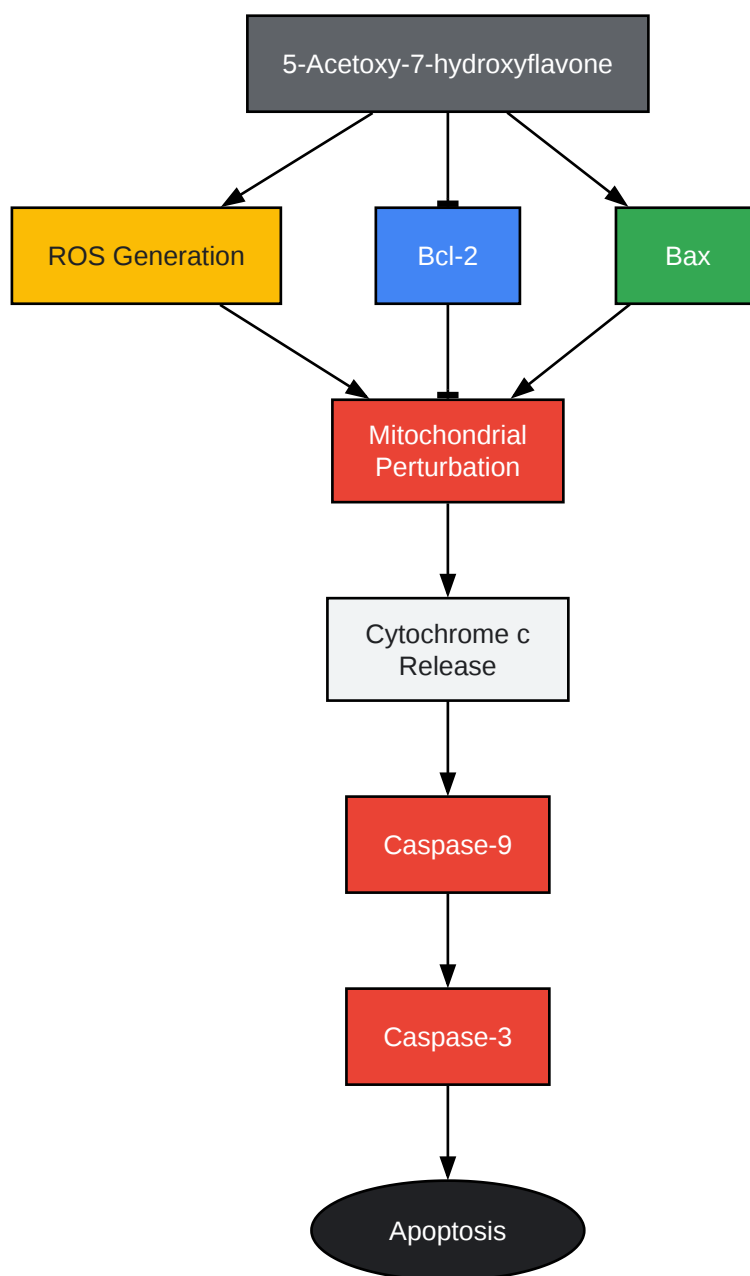 5-Acetoxy-7-hydroxyflavone
ROS Generation
Bcl-2
Bax
Mitochondrial
Perturbation
Cytochrome c
Release
Caspase-9
Caspase-3
Apoptosis